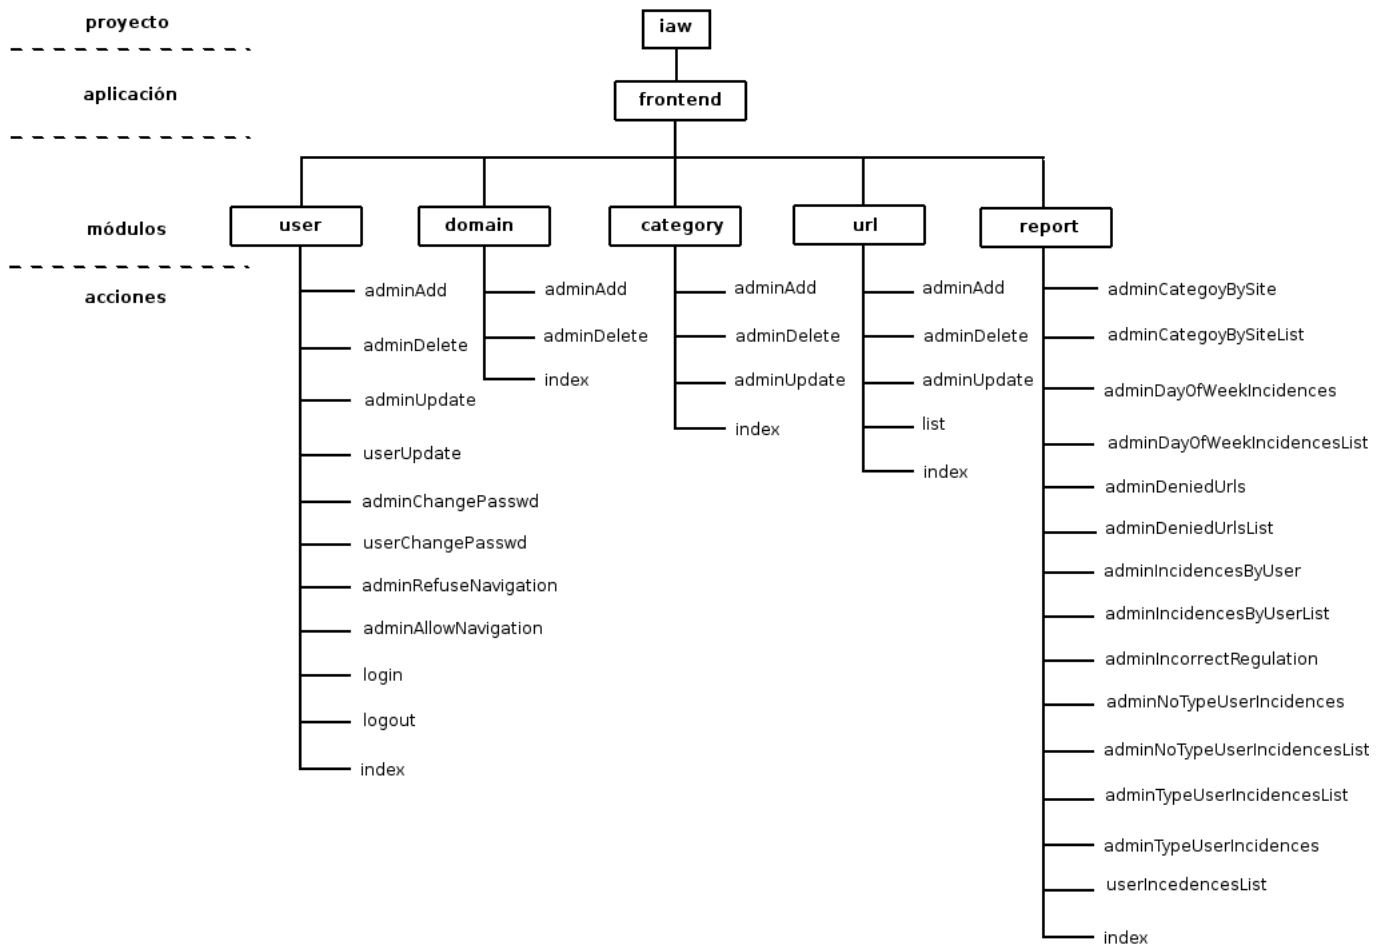 proyecto
iaw
aplicación
frontend
módulos
user
domain
category
url
report
acciones
adminAdd
adminDelete
adminUpdate
userUpdate
adminChangePasswd
userChangePasswd
adminRefuseNavigation
adminAllowNavigation
login
logout
index
adminAdd
adminDelete
index
adminAdd
adminDelete
adminUpdate
index
adminAdd
adminDelete
adminUpdate
list
index
adminCategoyBySite
adminCategoyBySiteList
adminDayOfWeekIncidences
adminDayOfWeekIncidencesList
adminDeniedUrls
adminDeniedUrlsList
adminIncidencesByUser
adminIncidencesByUserList
adminIncorrectRegulation
adminNoTypeUserIncidences
adminNoTypeUserIncidencesList
adminTypeUserIncidencesList
adminTypeUserIncidences
userIncedencesList
index